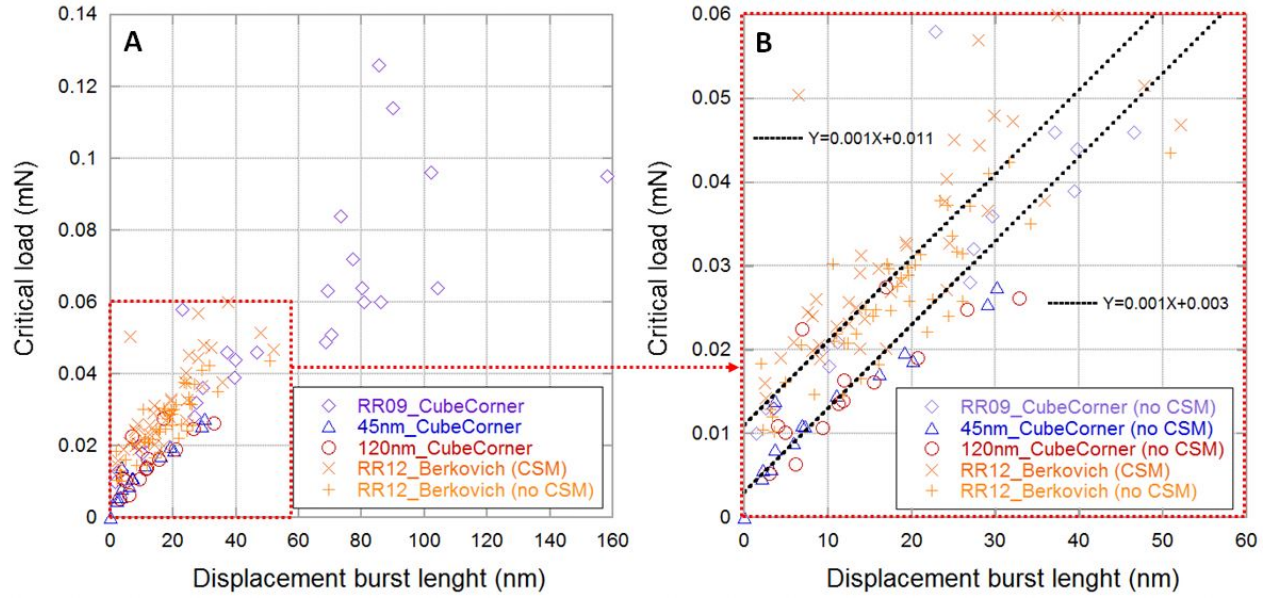 A
0.14
0.12
0.1
0.08
0.06
0.04
0.02
0
Critical load (mN)
0 20 40 60 80 100 120 140 160
Displacement burst lenght (nm)
RR09_CubeCorner
45nm_CubeCorner
120nm_CubeCorner
RR12_Berkovich (CSM)
RR12_Berkovich (no CSM)
B
0.06
0.05
0.04
0.03
0.02
0.01
0
Critical load (mN)
0 10 20 30 40 50 60
Displacement burst lenght (nm)
Y=0.001X+0.011
Y=0.001X+0.003
RR09_CubeCorner (no CSM)
45nm_CubeCorner (no CSM)
120nm_CubeCorner (no CSM)
RR12_Berkovich (CSM)
RR12_Berkovich (no CSM)